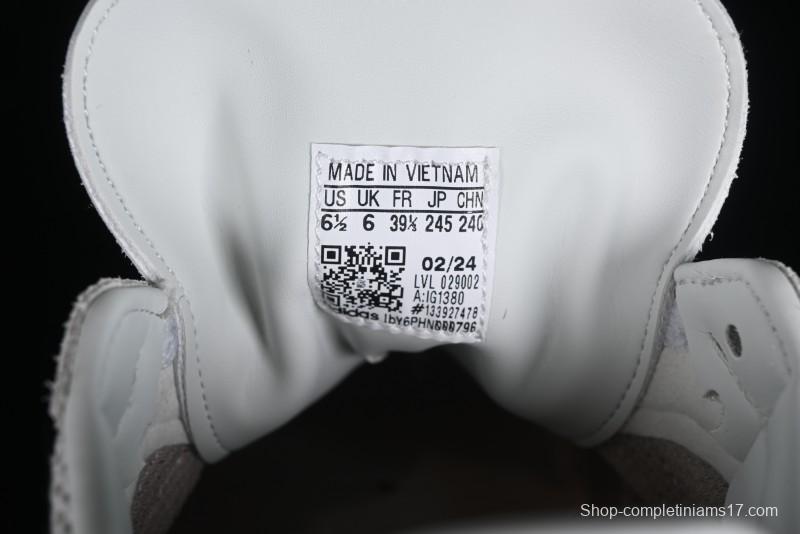 MADE IN VIETNAM
US UK FR JP CHN
6½ 6 39⅓ 245 240
02/24
LVL 029002
A:IG1380
#133927478
adidas
Shop-completiniams17.com